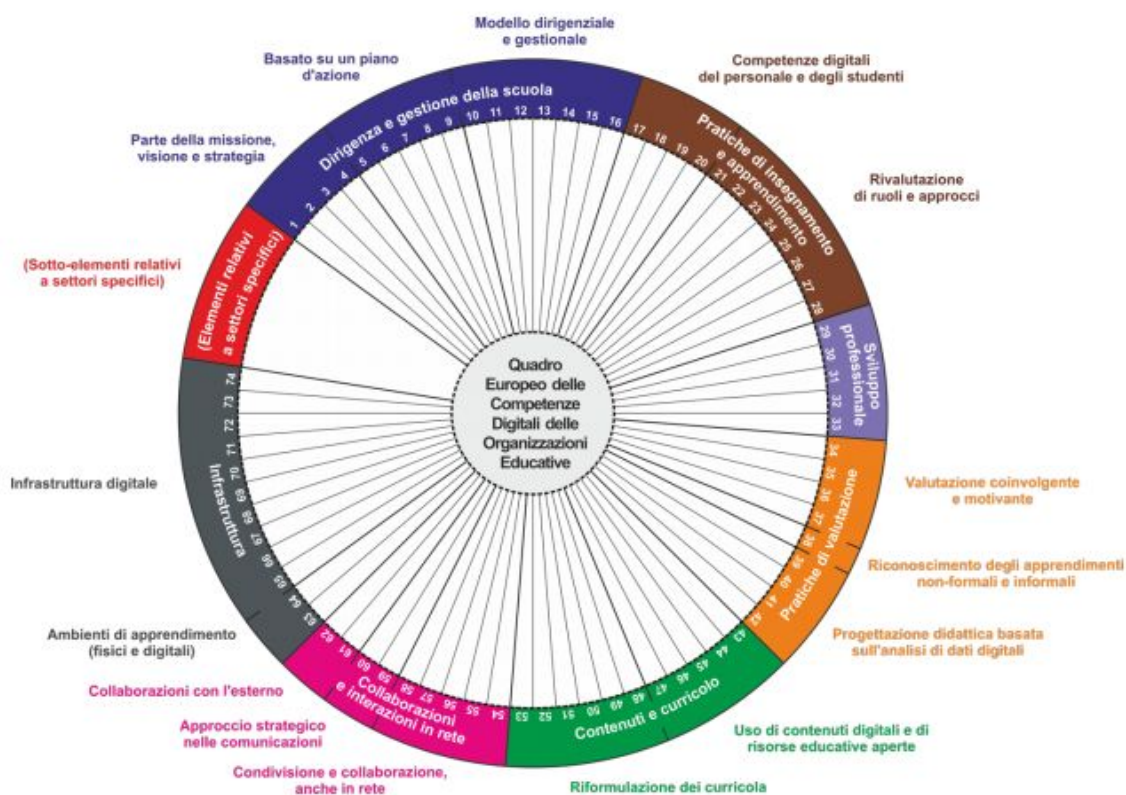 Modello dirigenziale
e gestionale
Basato su un piano
d'azione
Competenze digitali
del personale e degli studenti
Parte della missione,
visione e strategia
Rivalutazione
di ruoli e approcci
(Sotto-elementi relativi
a settori specifici)
Dirigenza e gestione della scuola
1 2 3 4 5 6 7 8 9 10 11 12 13 14 15 16
Pratiche di insegnamento
e apprendimento
17 18 19 20 21 22 23 24 25 26 27 28
Sviluppo
professionale
29 30 31 32 33
Pratiche di valutazione
34 35 36 37 38 39 40 41 42
Contenuti e curricolo
43 44 45 46 47 48 49 50 51 52 53
Collaborazioni
e interazioni in rete
54 55 56 57 58 59 60 61 62
Infrastruttura
63 64 65 66 67 68 69 70 71 72 73 74
(Elementi relativi
a settori specifici)
Quadro
Europeo delle
Competenze
Digitali delle
Organizzazioni
Educative
Valutazione coinvolgente
e motivante
Riconoscimento degli apprendimenti
non-formali e informali
Progettazione didattica basata
sull'analisi di dati digitali
Uso di contenuti digitali e di
risorse educative aperte
Riformulazione dei curricola
Condivisione e collaborazione,
anche in rete
Approccio strategico
nelle comunicazioni
Collaborazioni con l'esterno
Ambienti di apprendimento
(fisici e digitali)
Infrastruttura digitale